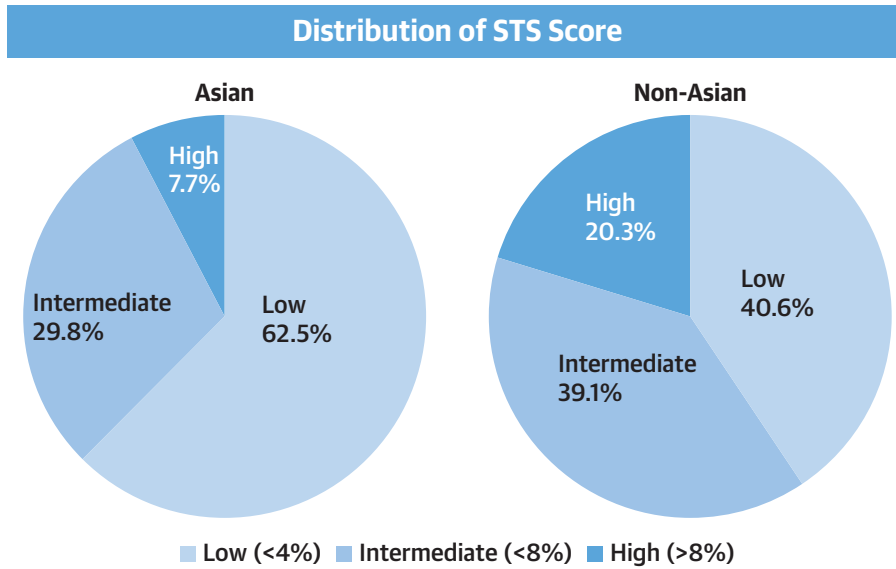 Distribution of STS Score
Asian
High
7.7%
Intermediate
29.8%
Low
62.5%
Non-Asian
High
20.3%
Low
40.6%
Intermediate
39.1%
Low (<4%) Intermediate (<8%) High (>8%)